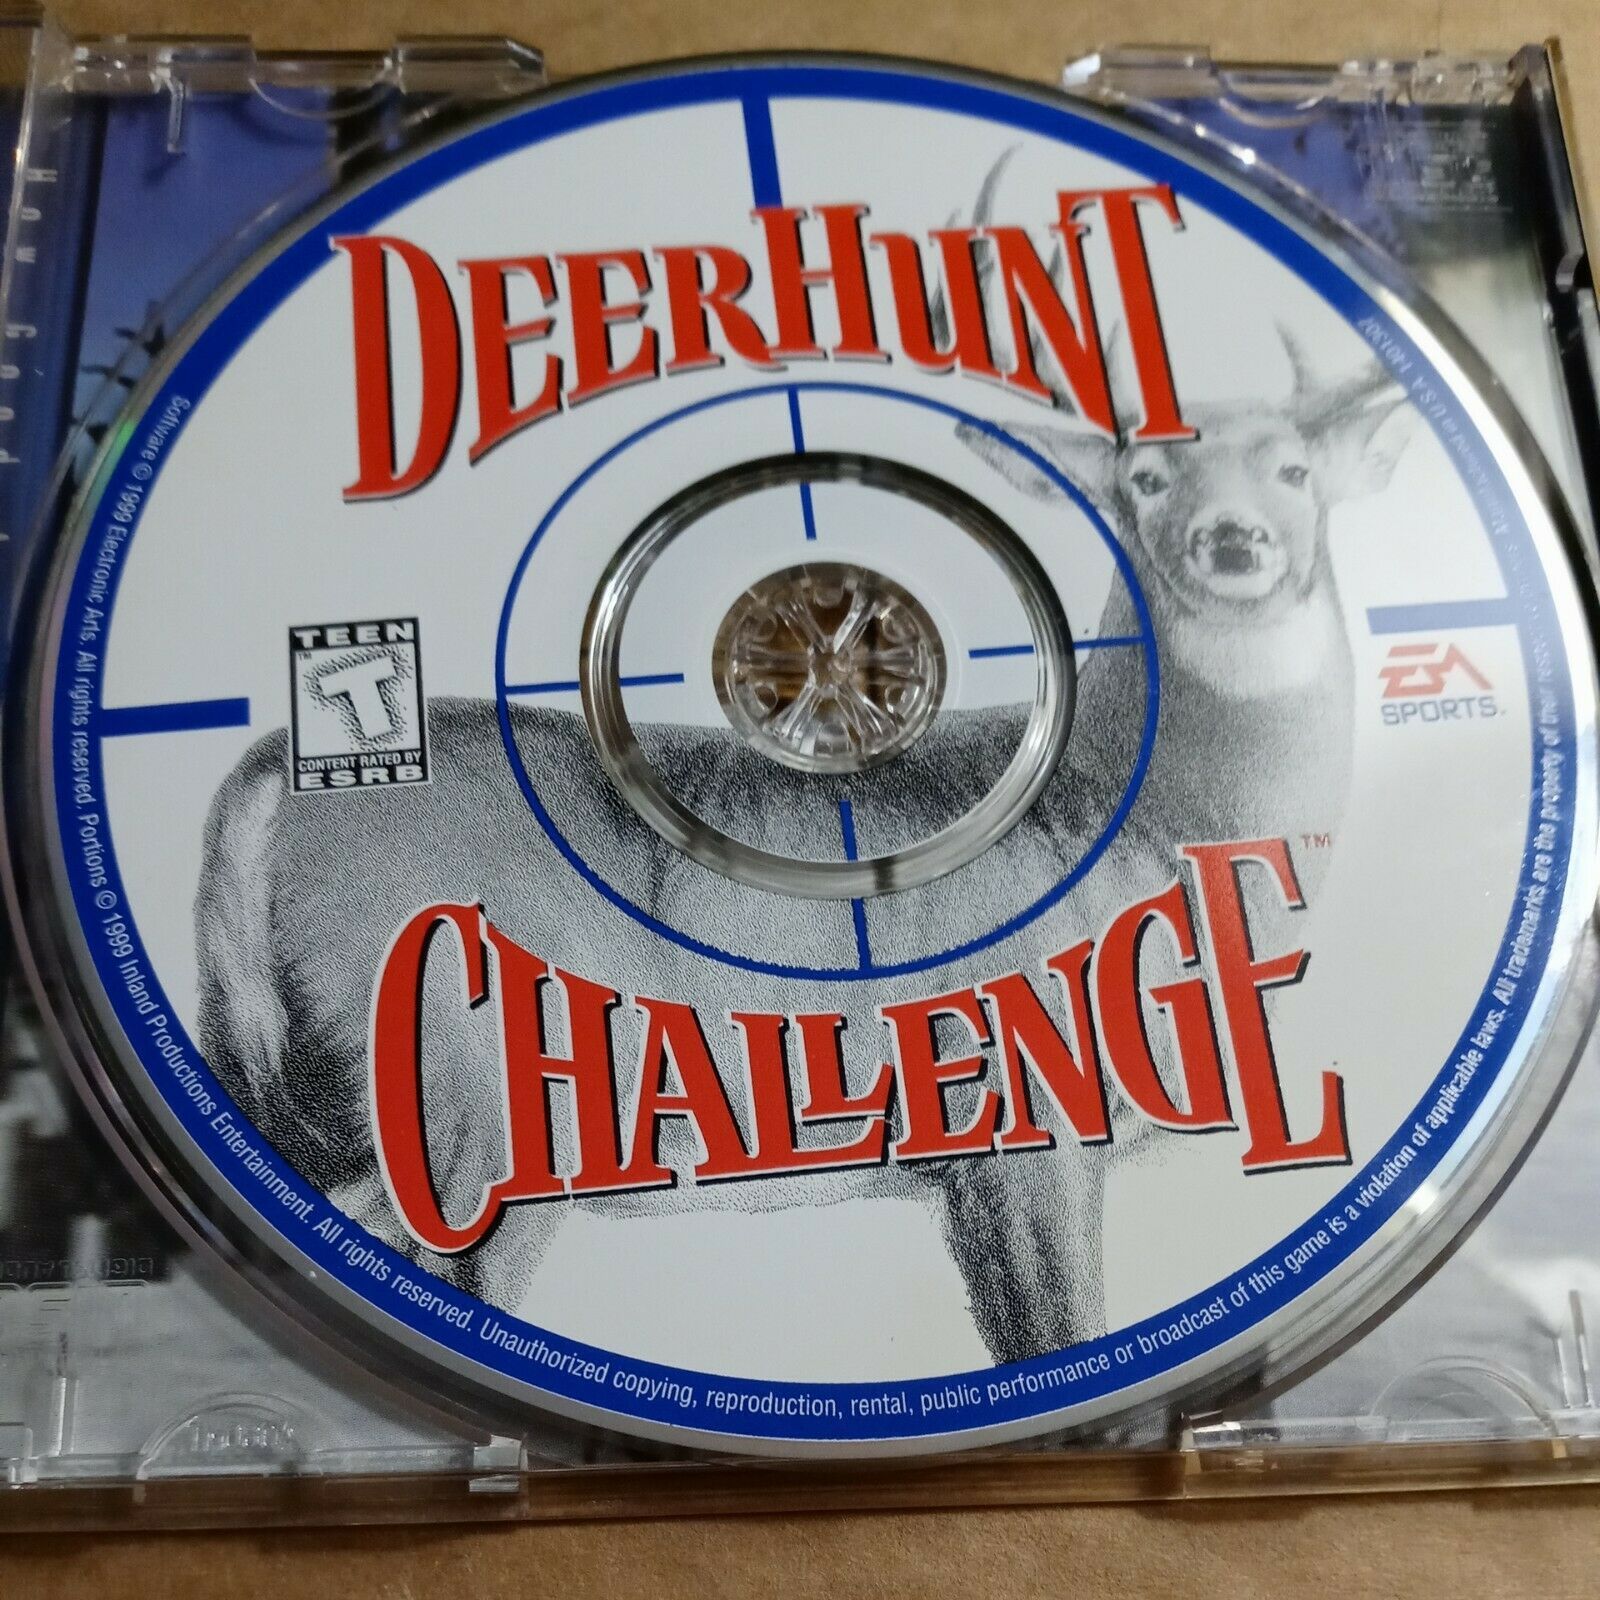 DEERHUNT
CHALLENGE™
TEEN
T
CONTENT RATED BY
ESRB
EA
SPORTS.
Software © 1999 Electronic Arts. All rights reserved. Portions © 1999 Inland Productions Entertainment. All rights reserved. Unauthorized copying, reproduction, rental, public performance or broadcast of this game is a violation of applicable laws. All trademarks are the property of their U.S.A. 1401307